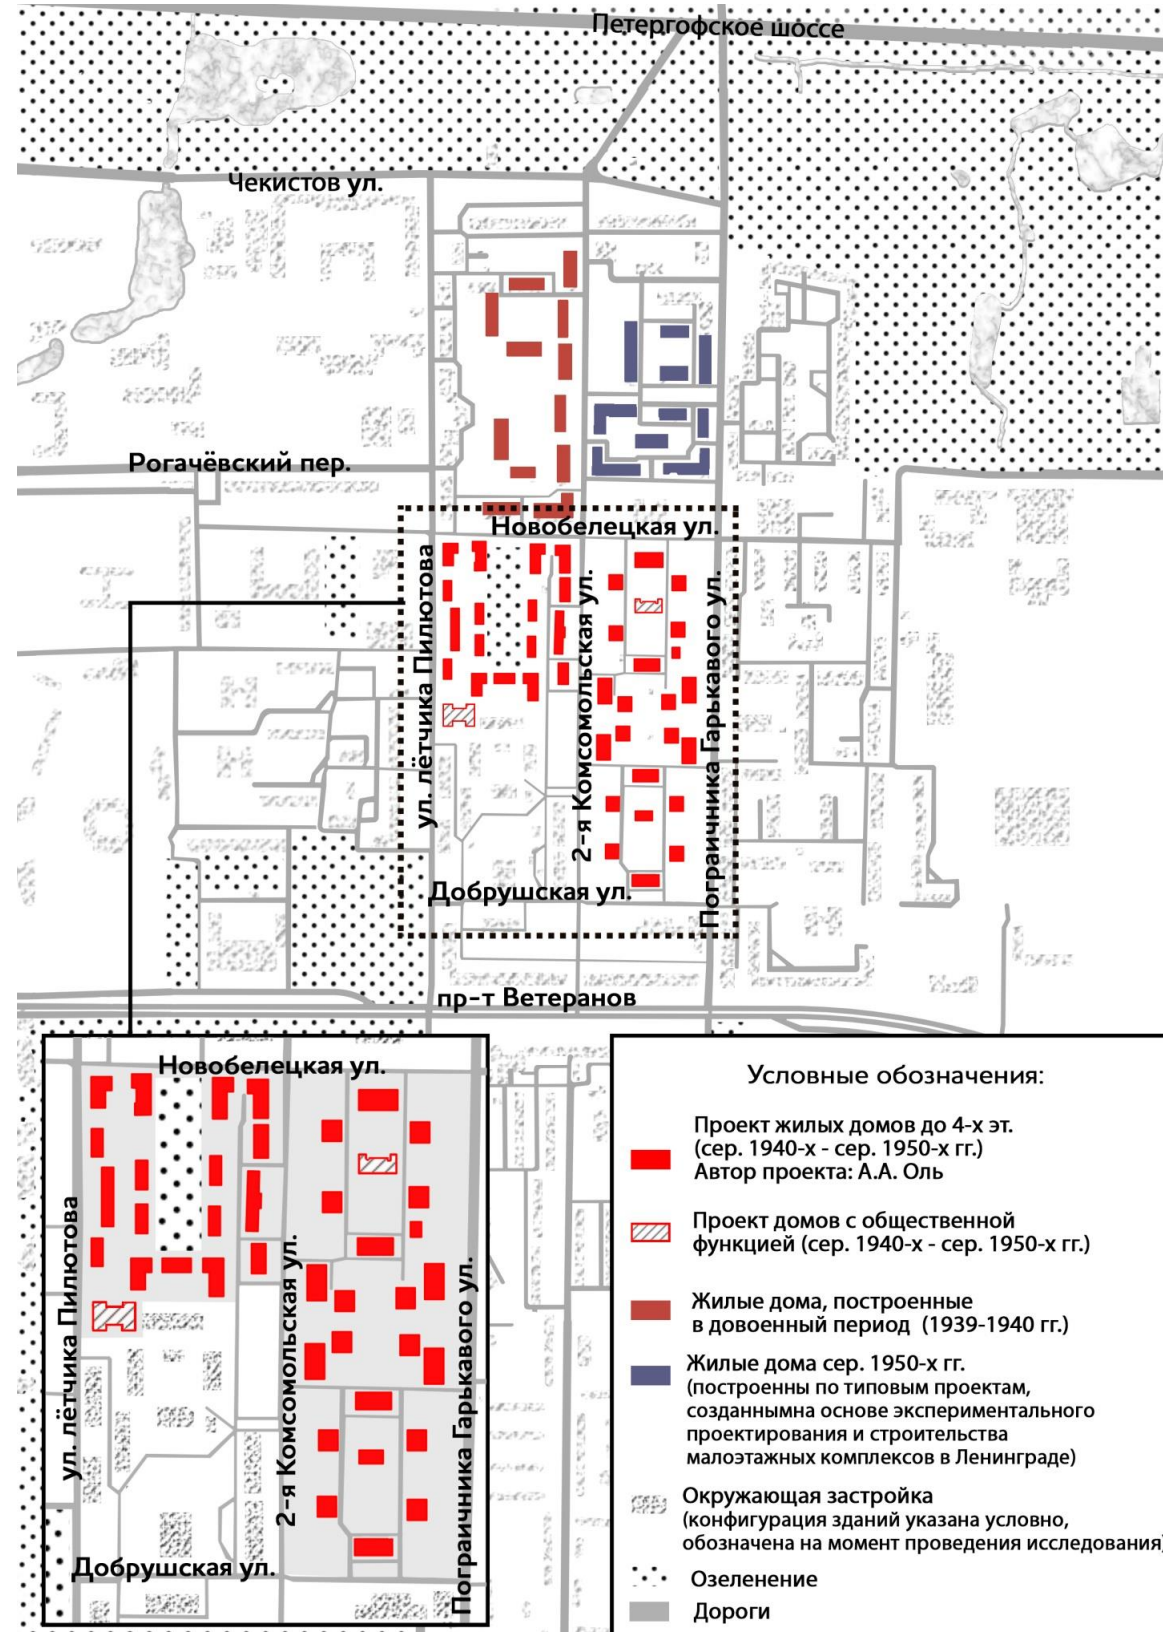 Петергофское шоссе
Чекистов ул.
Рогачёвский пер.
Новобелецкая ул.
ул. лётчика Пилютова
2-я Комсомольская ул.
Пограичника Гарькавого ул.
Добрушская ул.
пр-т Ветеранов
Новобелецкая ул.
ул. лётчика Пилютова
2-я Комсомольская ул.
Пограичника Гарькавого ул.
Добрушская ул.
Условные обозначения:
Проект жилых домов до 4-х эт.
(сер. 1940-х - сер. 1950-х гг.)
Автор проекта: А.А. Оль
Проект домов с общественной
функцией (сер. 1940-х - сер. 1950-х гг.)
Жилые дома, построенные
в довоенный период (1939-1940 гг.)
Жилые дома сер. 1950-х гг.
(построенны по типовым проектам,
созданнымна основе экспериментального
проектирования и строительства
малоэтажных комплексов в Ленинграде)
Окружающая застройка
(конфигурация зданий указана условно,
обозначена на момент проведения исследования)
Озеленение
Дороги